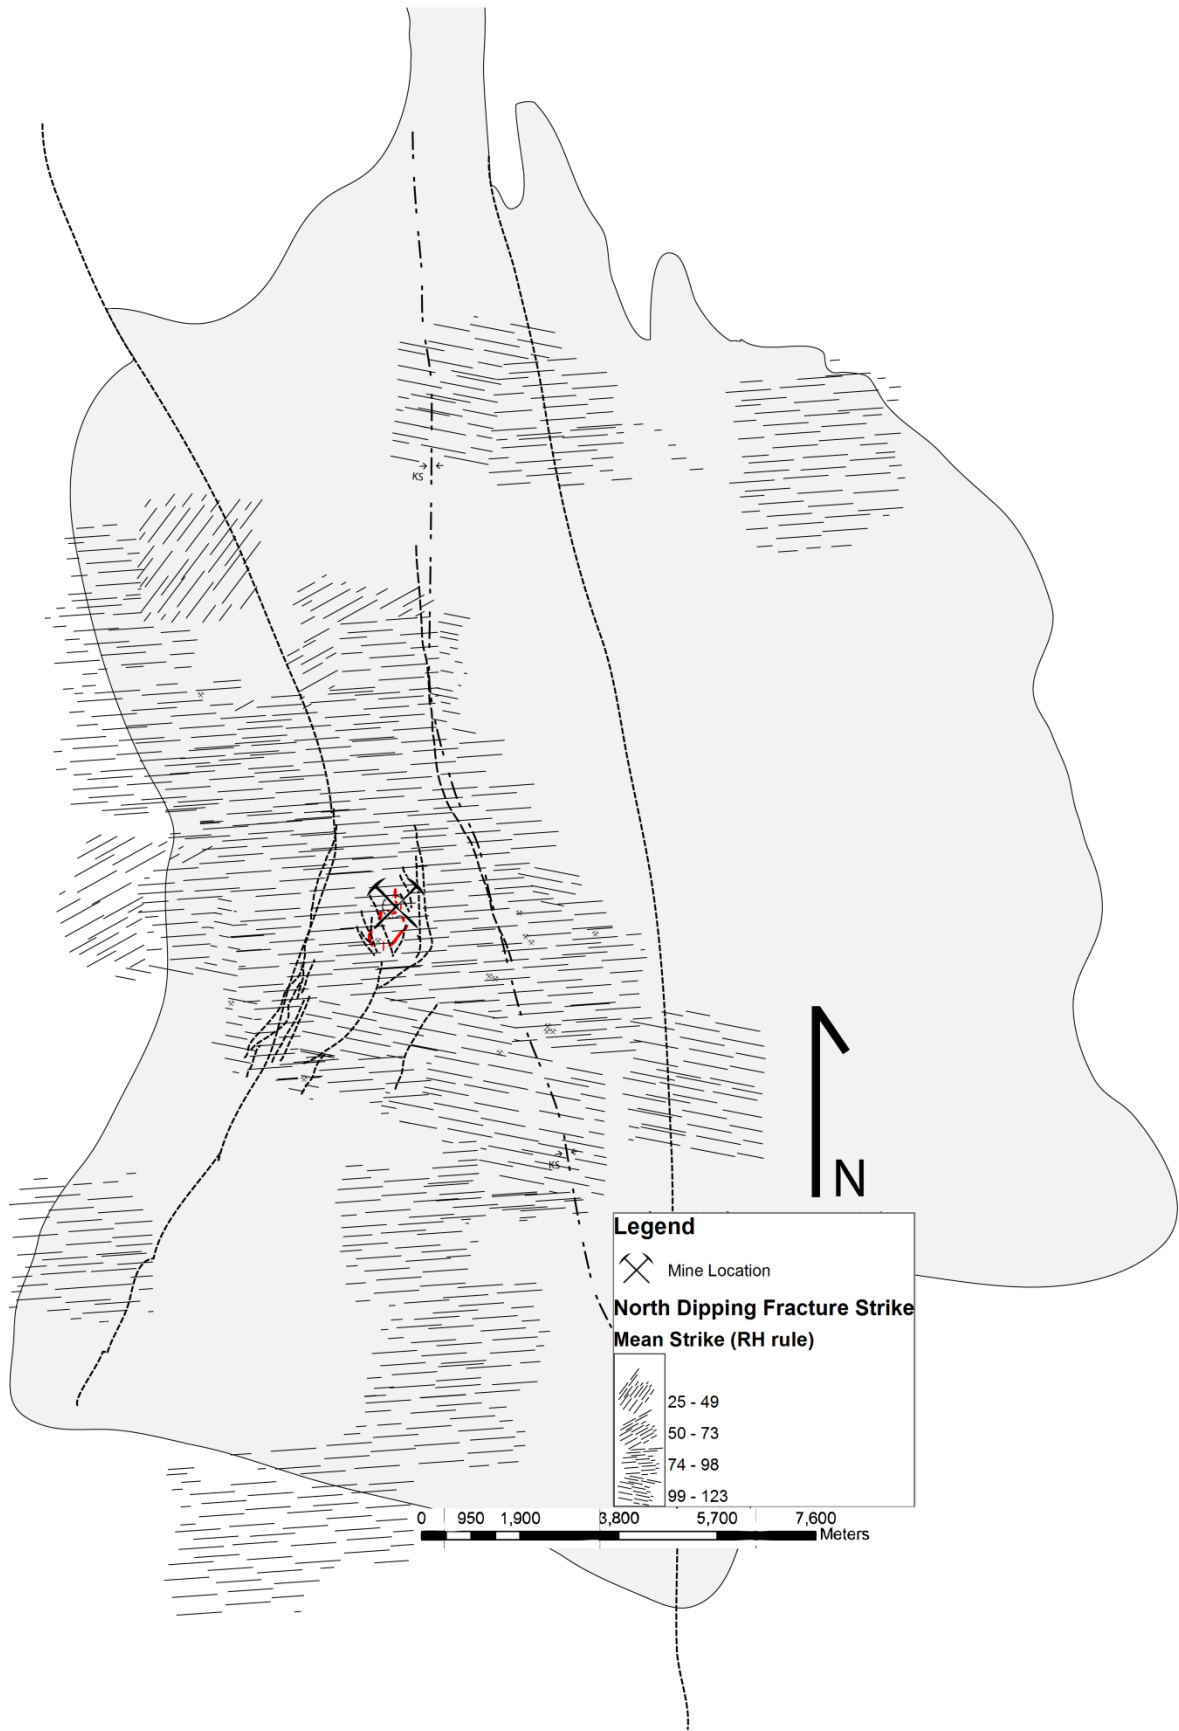 KS
KS
N
Legend
Mine Location
North Dipping Fracture Strike
Mean Strike (RH rule)
25 - 49
50 - 73
74 - 98
99 - 123
0 950 1,900 3,800 5,700 7,600
Meters